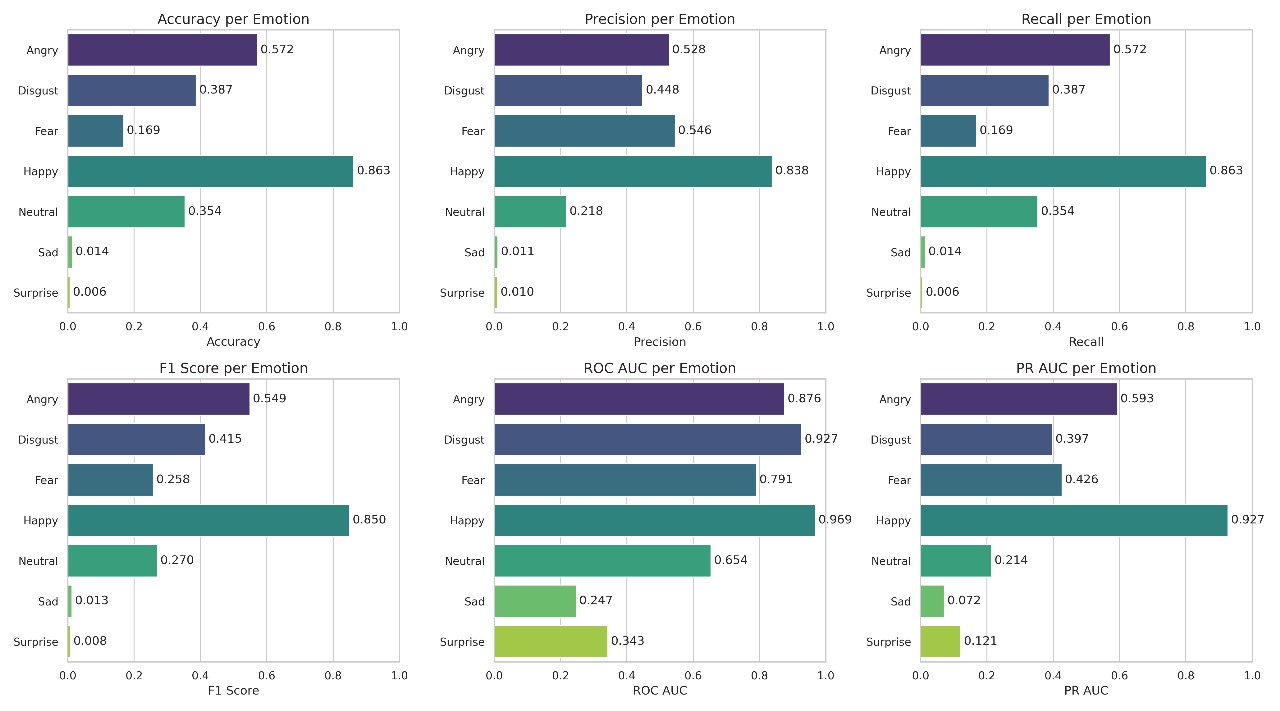 Accuracy per Emotion
Angry 0.572
Disgust 0.387
Fear 0.169
Happy 0.863
Neutral 0.354
Sad 0.014
Surprise 0.006
0.0 0.2 0.4 0.6 0.8 1.0
Accuracy
Precision per Emotion
Angry 0.528
Disgust 0.448
Fear 0.546
Happy 0.838
Neutral 0.218
Sad 0.011
Surprise 0.010
0.0 0.2 0.4 0.6 0.8 1.0
Precision
Recall per Emotion
Angry 0.572
Disgust 0.387
Fear 0.169
Happy 0.863
Neutral 0.354
Sad 0.014
Surprise 0.006
0.0 0.2 0.4 0.6 0.8 1.0
Recall
F1 Score per Emotion
Angry 0.549
Disgust 0.415
Fear 0.258
Happy 0.850
Neutral 0.270
Sad 0.013
Surprise 0.008
0.0 0.2 0.4 0.6 0.8 1.0
F1 Score
ROC AUC per Emotion
Angry 0.876
Disgust 0.927
Fear 0.791
Happy 0.969
Neutral 0.654
Sad 0.247
Surprise 0.343
0.0 0.2 0.4 0.6 0.8 1.0
ROC AUC
PR AUC per Emotion
Angry 0.593
Disgust 0.397
Fear 0.426
Happy 0.927
Neutral 0.214
Sad 0.072
Surprise 0.121
0.0 0.2 0.4 0.6 0.8 1.0
PR AUC